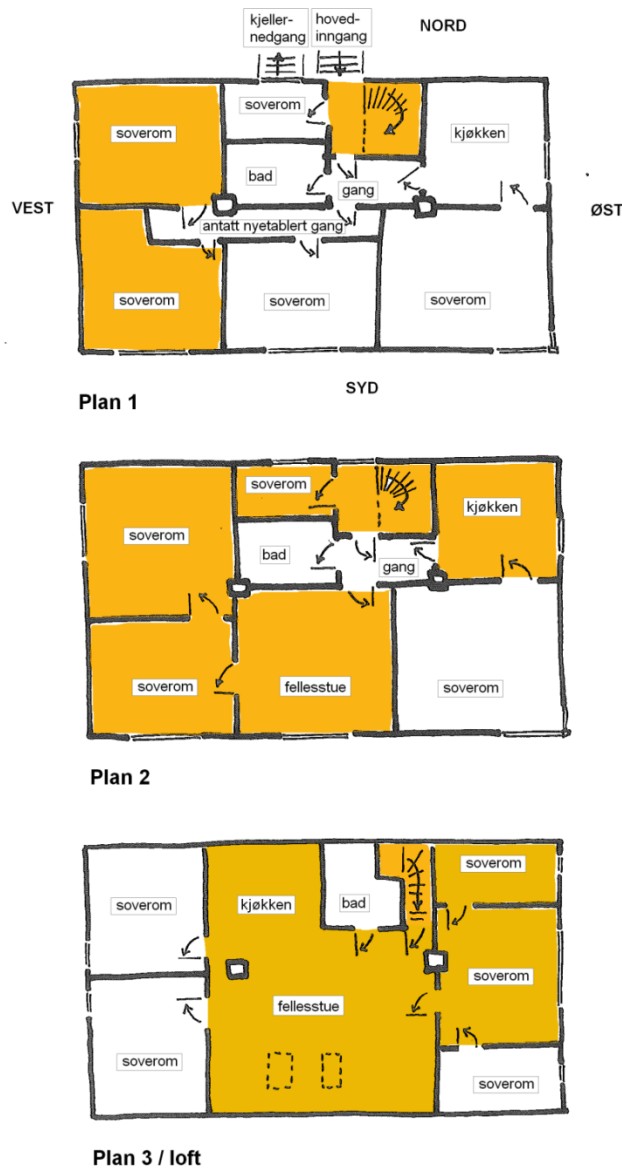 kjeller-
nedgang
hoved-
inngang
NORD
soverom
soverom
kjøkken
bad
gang
VEST
ØST
antatt nyetablert gang
soverom
soverom
soverom
SYD
Plan 1
soverom
soverom
kjøkken
bad
gang
soverom
fellesstue
soverom
Plan 2
soverom
kjøkken
bad
soverom
soverom
fellesstue
soverom
soverom
Plan 3 / loft